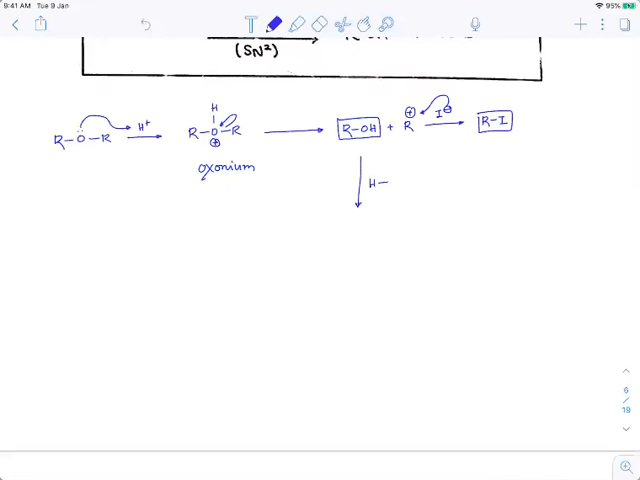 9:41 AM Tue 9 Jan 95%
(SN²)
R-O-R H⁺ H R-O-R ⊕ R-OH + R ⊕ I ⊖ R-I
oxonium
H-
6
/
19